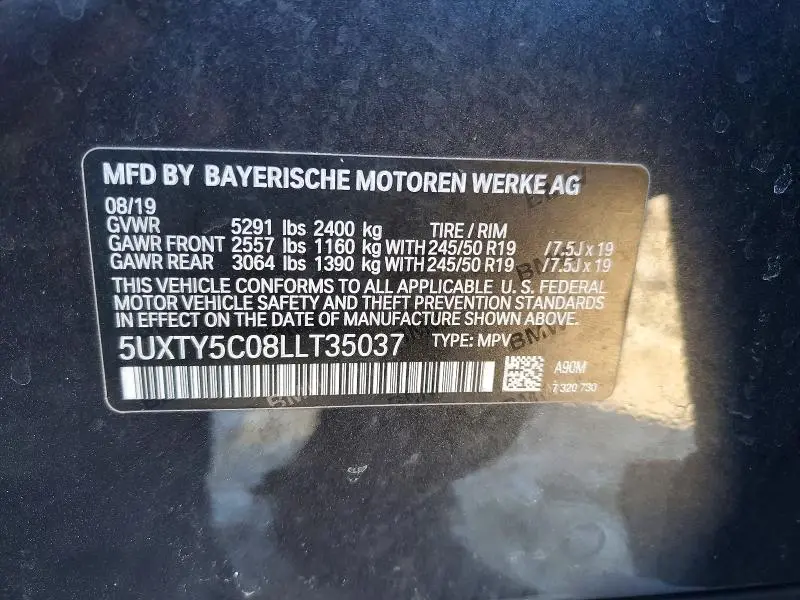 MFD BY BAYERISCHE MOTOREN WERKE AG
08/19
GVWR 5291 lbs 2400 kg TIRE / RIM
GAWR FRONT 2557 lbs 1160 kg WITH 245/50 R19 /7.5J x 19
GAWR REAR 3064 lbs 1390 kg WITH 245/50 R19 /7.5J x 19
THIS VEHICLE CONFORMS TO ALL APPLICABLE U. S. FEDERAL
MOTOR VEHICLE SAFETY AND THEFT PREVENTION STANDARDS
IN EFFECT ON THE DATE OF MANUFACTURE SHOWN ABOVE.
5UXTY5C08LLT35037 TYPE: MPV
A90M
7 320 730